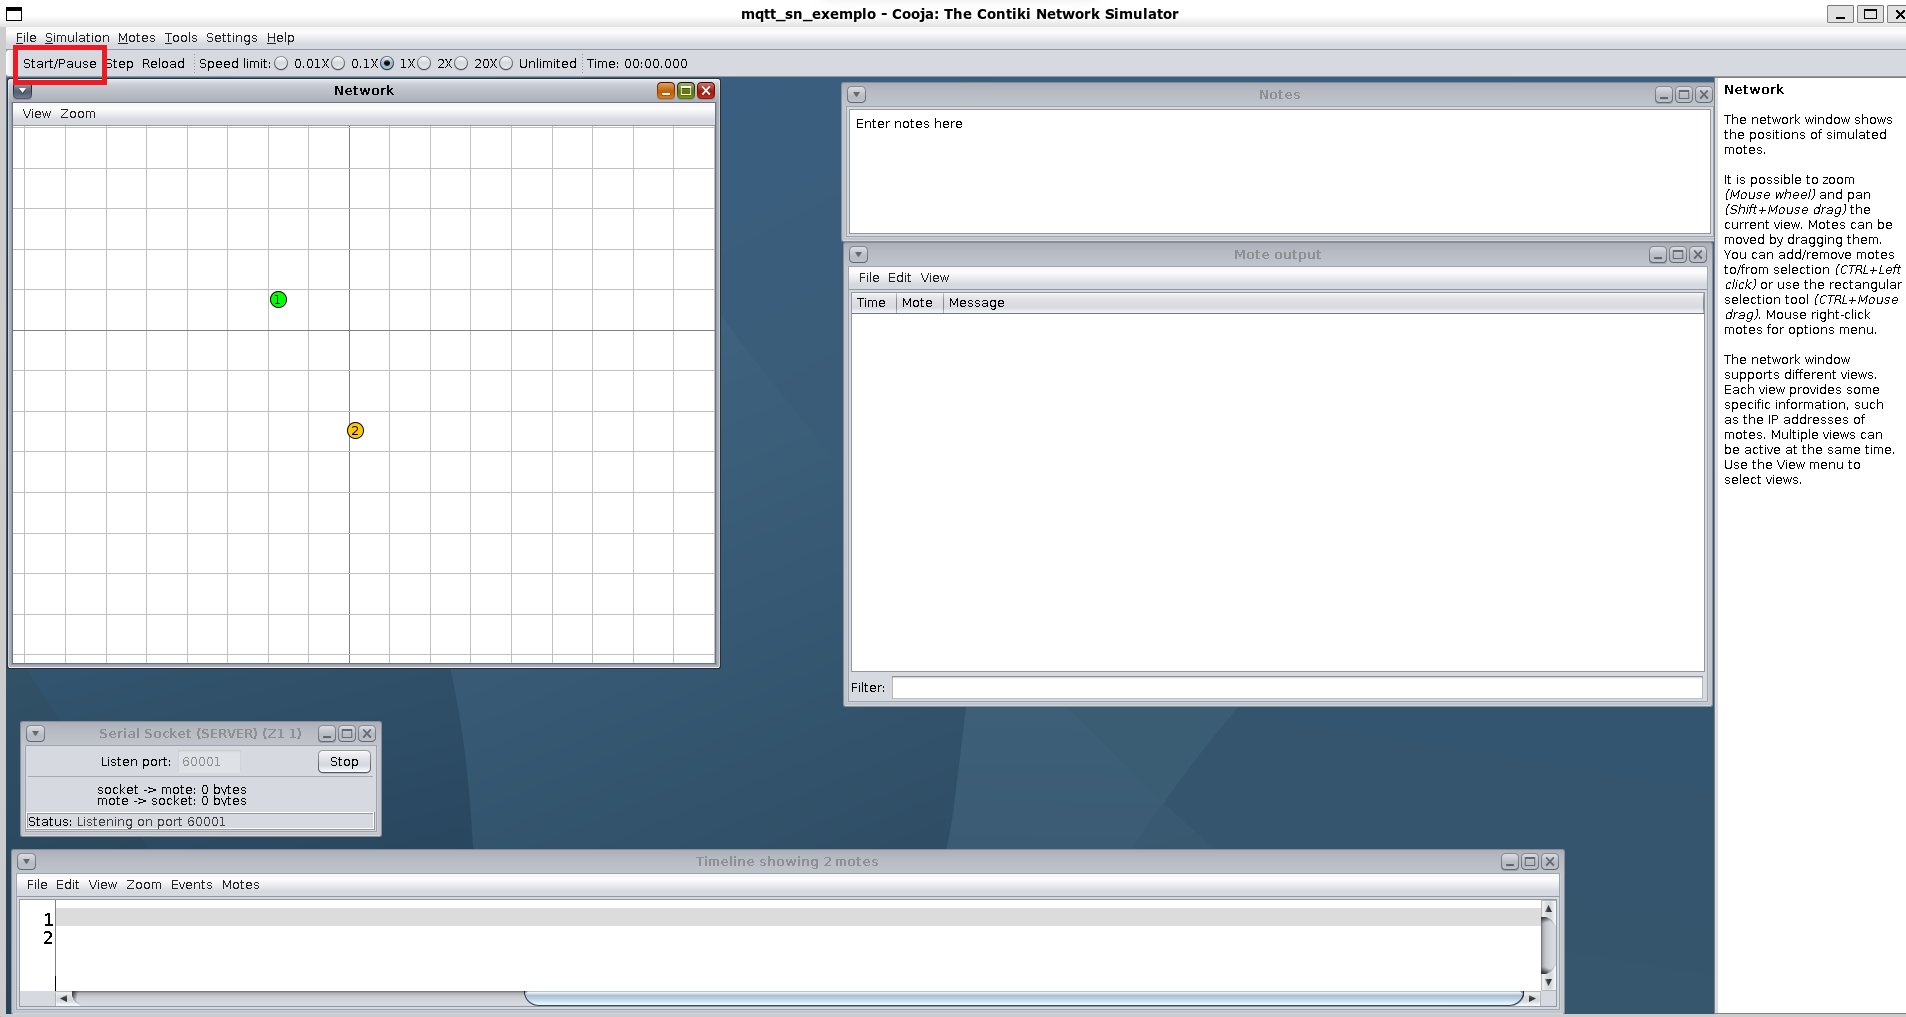 mqtt_sn_exemplo - Cooja: The Contiki Network Simulator
File Simulation Motes Tools Settings Help
Start/Pause Step Reload Speed limit: 0.01X 0.1X 1X 2X 20X Unlimited Time: 00:00.000
Network
View Zoom
1
2
Notes
Enter notes here
Mote output
File Edit View
Time Mote Message
Filter:
Serial Socket (SERVER) (Z1 1)
Listen port: 60001 Stop
socket -> mote: 0 bytes
mote -> socket: 0 bytes
Status: Listening on port 60001
Timeline showing 2 motes
File Edit View Zoom Events Motes
1
2
Network
The network window shows
the positions of simulated
motes.
It is possible to zoom
(Mouse wheel) and pan
(Shift+Mouse drag) the
current view. Motes can be
moved by dragging them.
You can add/remove motes
to/from selection (CTRL+Left
click) or use the rectangular
selection tool (CTRL+Mouse
drag). Mouse right-click
motes for options menu.
The network window
supports different views.
Each view provides some
specific information, such
as the IP addresses of
motes. Multiple views can
be active at the same time.
Use the View menu to
select views.